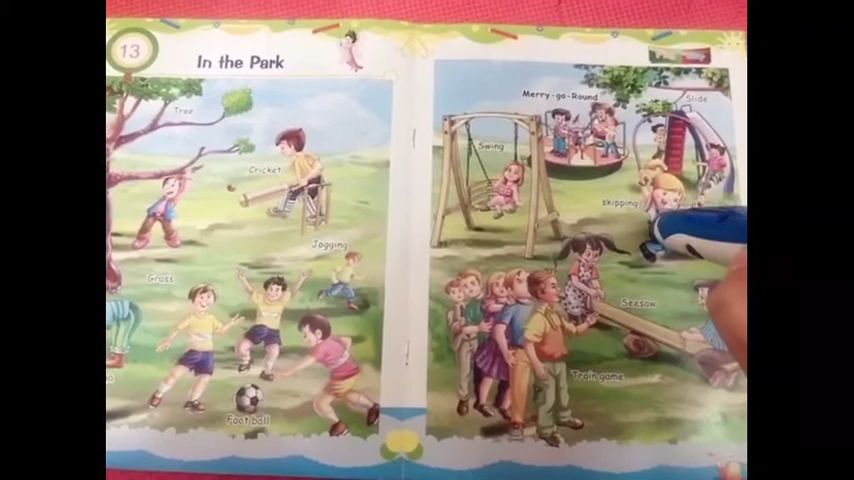 13
In the Park
Tree
Cricket
Jogging
Grass
Foot ball
Merry-go-Round
Slide
Swing
skipping
Seesaw
Train game